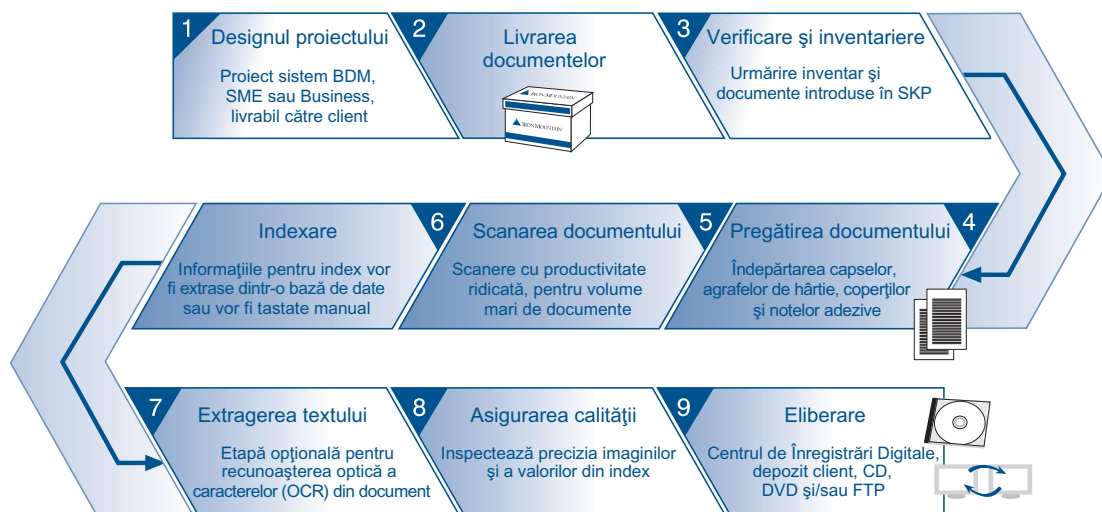 1
Designul proiectului
Proiect sistem BDM,
SME sau Business,
livrabil către client
2
Livrarea
documentelor
IRON MOUNTAIN®
IRON MOUNTAIN®
3
Verificare şi inventariere
Urmărire inventar şi
documente introduse în SKP
4
Pregătirea documentului
Îndepărtarea capselor,
agrafelor de hârtie, coperţilor
şi notelor adezive
5
Scanarea documentului
Scanere cu productivitate
ridicată, pentru volume
mari de documente
6
Indexare
Informaţiile pentru index vor
fi extrase dintr-o bază de date
sau vor fi tastate manual
7
Extragerea textului
Etapă opţională pentru
recunoaşterea optică a
caracterelor (OCR) din document
8
Asigurarea calităţii
Inspectează precizia imaginilor
şi a valorilor din index
9
Eliberare
Centrul de Înregistrări Digitale,
depozit client, CD,
DVD şi/sau FTP